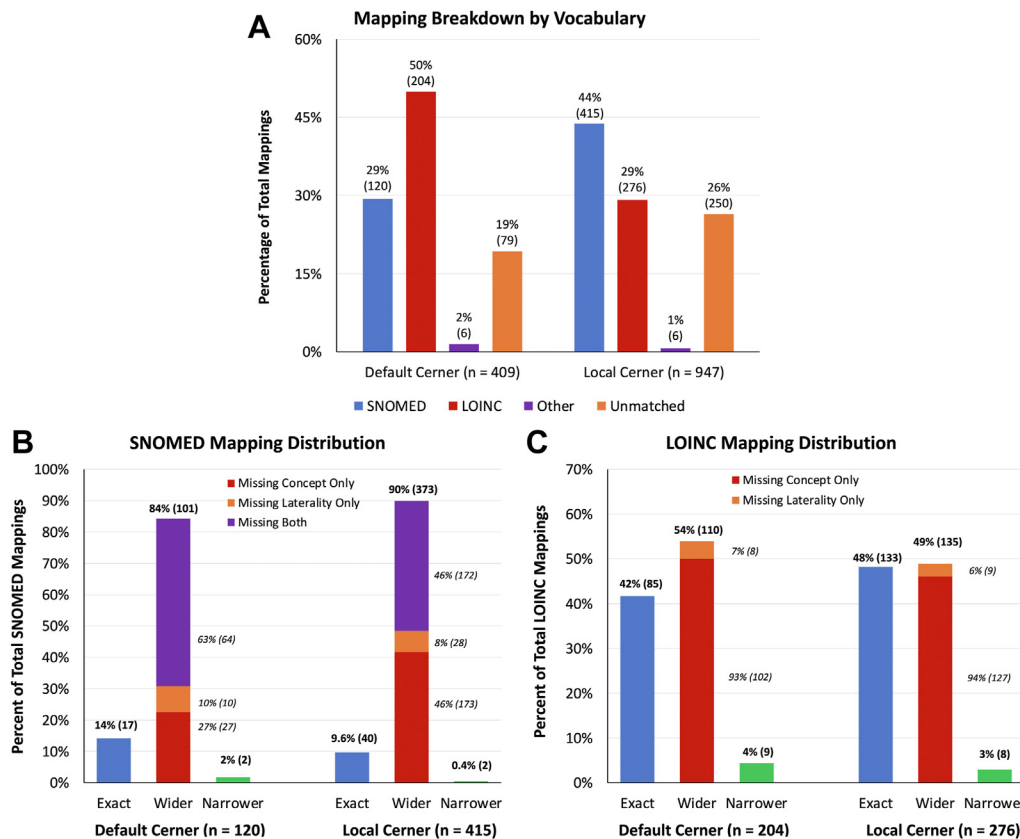 A
Mapping Breakdown by Vocabulary
Percentage of Total Mappings
60%
45%
30%
15%
0%
29%
(120)
50%
(204)
2%
(6)
19%
(79)
44%
(415)
29%
(276)
1%
(6)
26%
(250)
Default Cerner (n = 409)
Local Cerner (n = 947)
SNOMED
LOINC
Other
Unmatched
B
SNOMED Mapping Distribution
Percent of Total SNOMED Mappings
100%
90%
80%
70%
60%
50%
40%
30%
20%
10%
0%
Missing Concept Only
Missing Laterality Only
Missing Both
14% (17)
84% (101)
63% (64)
10% (10)
27% (27)
2% (2)
9.6% (40)
90% (373)
46% (172)
8% (28)
46% (173)
0.4% (2)
Exact Wider Narrower
Exact Wider Narrower
Default Cerner (n = 120)
Local Cerner (n = 415)
C
LOINC Mapping Distribution
Percent of Total LOINC Mappings
70%
60%
50%
40%
30%
20%
10%
0%
Missing Concept Only
Missing Laterality Only
42% (85)
54% (110)
7% (8)
93% (102)
4% (9)
48% (133)
49% (135)
6% (9)
94% (127)
3% (8)
Exact Wider Narrower
Exact Wider Narrower
Default Cerner (n = 204)
Local Cerner (n = 276)